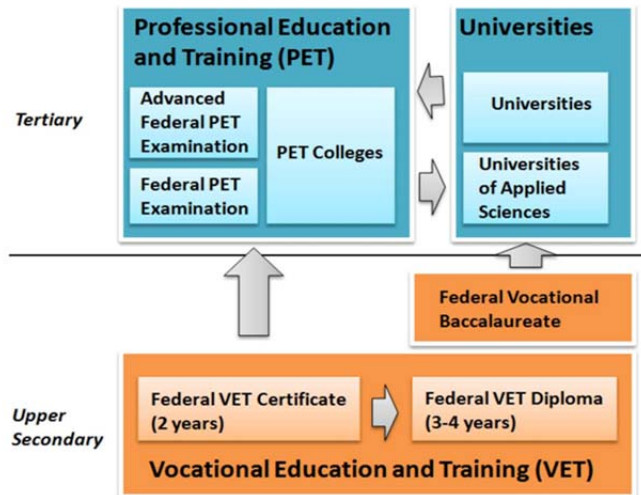 Professional Education
and Training (PET)
Advanced
Federal PET
Examination
Federal PET
Examination
PET Colleges
Universities
Universities
Universities
of Applied
Sciences
Tertiary
Federal Vocational
Baccalaureate
Federal VET Certificate
(2 years)
Federal VET Diploma
(3-4 years)
Vocational Education and Training (VET)
Upper
Secondary